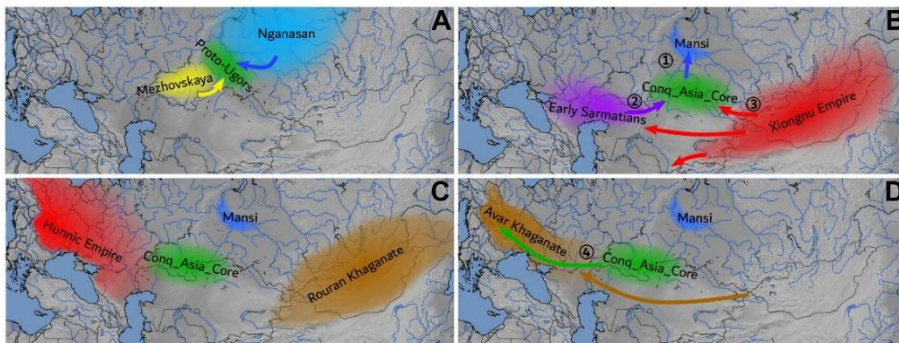 A
Nganasan
Proto-Ugors
Mezhovskaya
B
Mansi
①
Conq_Asia_Core
Early Sarmatians
②
③
Xiongnu Empire
C
Hunnic Empire
Mansi
Conq_Asia_Core
Rouran Khaganate
D
Avar Khaganate
Mansi
④
Conq_Asia_Core